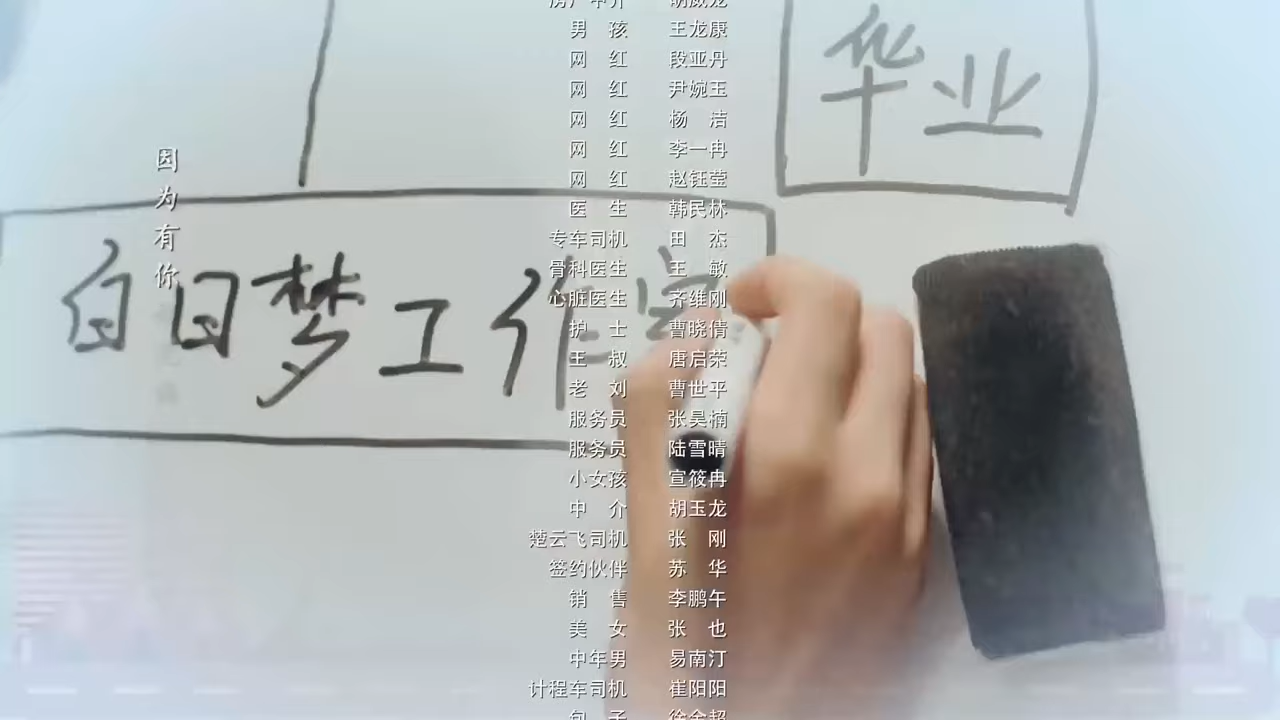 华业
因为有你
白日梦工作室
男孩 王龙康
网红 段亚丹
网红 尹婉玉
网红 杨洁
网红 李一冉
网红 赵钰莹
医生 韩民林
专车司机 田杰
骨科医生 王敏
心脏医生 齐维刚
护士 曹晓倩
王叔 唐启荣
老刘 曹世平
服务员 张昊楠
服务员 陆雪晴
小女孩 宣筱冉
中介 胡玉龙
楚云飞司机 张刚
签约伙伴 苏华
销售 李鹏午
美女 张也
中年男 易南汀
计程车司机 崔阳阳